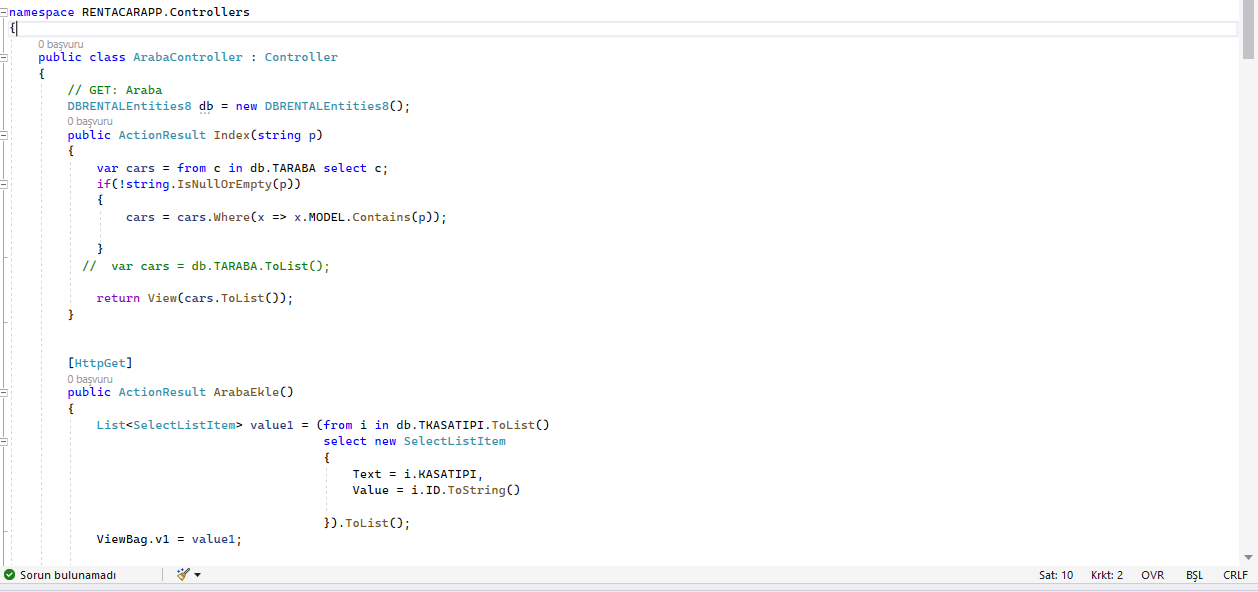 namespace RENTACARAPP.Controllers
{
0 başvuru
public class ArabaController : Controller
{
// GET: Araba
DBRENTALEntities8 db = new DBRENTALEntities8();
0 başvuru
public ActionResult Index(string p)
{
var cars = from c in db.TARABA select c;
if(!string.IsNullOrEmpty(p))
{
cars = cars.Where(x => x.MODEL.Contains(p));
}
// var cars = db.TARABA.ToList();
return View(cars.ToList());
}
[HttpGet]
0 başvuru
public ActionResult ArabaEkle()
{
List<SelectListItem> value1 = (from i in db.TKASATIPI.ToList()
select new SelectListItem
{
Text = i.KASATIPI,
Value = i.ID.ToString()
}).ToList();
ViewBag.v1 = value1;
Sorun bulunamadı Sat: 10 Krkt: 2 OVR BŞL CRLF